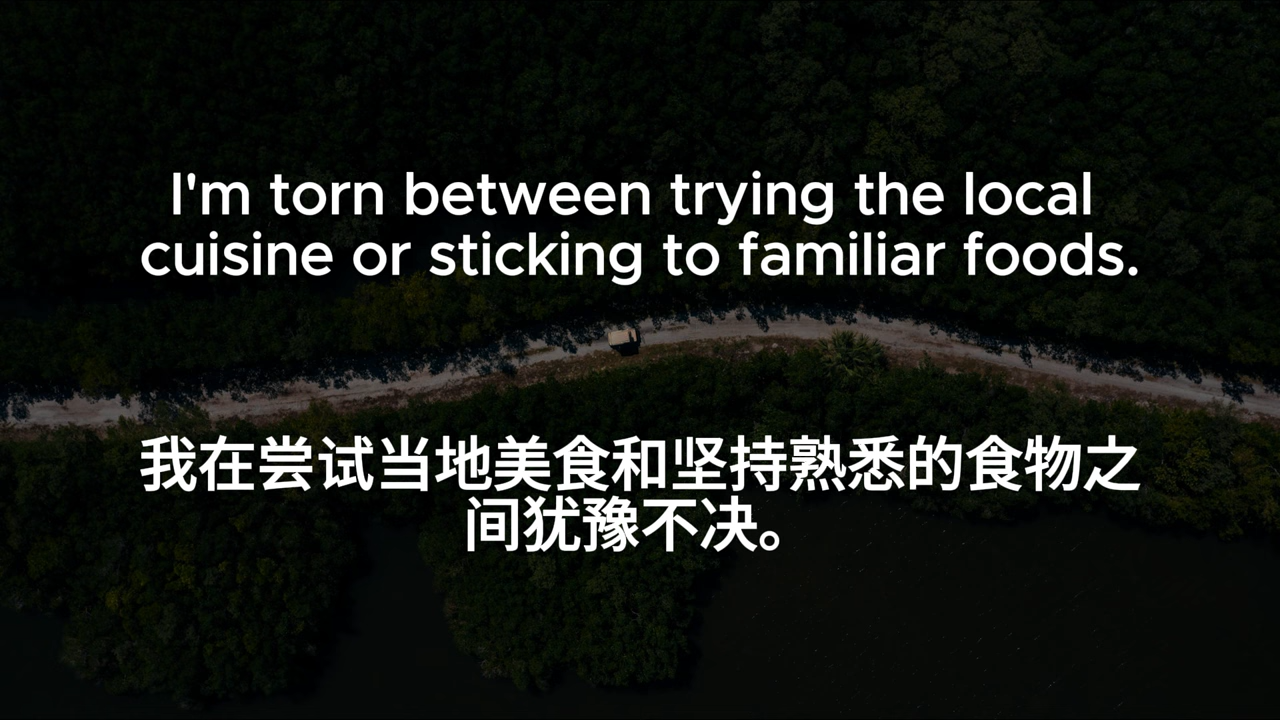 I'm torn between trying the local
cuisine or sticking to familiar foods.
我在尝试当地美食和坚持熟悉的食物之
间犹豫不决。